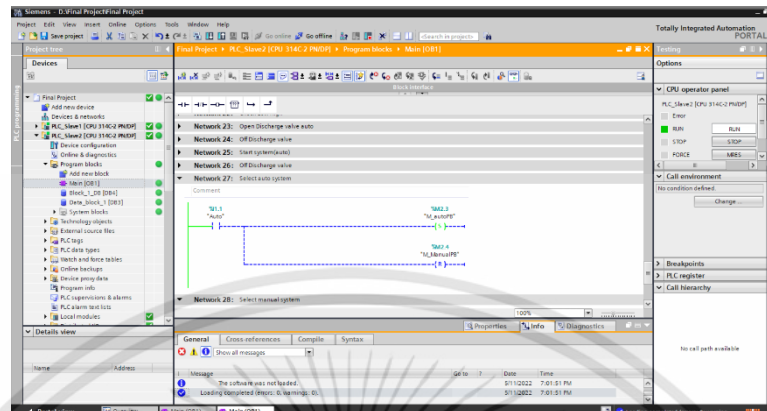 Siemens - D:\Final Project\Final Project
Project Edit View Insert Online Options Tools Window Help
Totally Integrated Automation
PORTAL
Save project
Go online
Go offline
<Search in project>
Project tree
Final Project ▸ PLC_Slave2 [CPU 314C-2 PN/DP] ▸ Program blocks ▸ Main [OB1]
Testing
Devices
Options
PLC programming
Block interface
CPU operator panel
PLC_Slave2 [CPU 314C-2 PN/DP]
Error
RUN RUN
STOP STOP
FORCE MRES
Final Project
Add new device
Devices & networks
PLC_Slave1 [CPU 314C-2 PN/DP]
PLC_Slave2 [CPU 314C-2 PN/DP]
Device configuration
Online & diagnostics
Program blocks
Add new block
Main [OB1]
Block_1_DB [DB4]
Data_block_1 [DB3]
System blocks
Technology objects
External source files
PLC tags
PLC data types
Watch and force tables
Online backups
Device proxy data
Program info
PLC supervisions & alarms
PLC alarm text lists
Local modules
Network 23: Open Discharge valve auto
Network 24: Off Discharge valve
Network 25: Start system(auto)
Network 26: Off Discharge valve
Network 27: Select auto system
Comment
%M1.1
"Auto"
%M2.3
"M_autoPB"
S
%M2.4
"M_ManualPB"
R
Network 28: Select manual system
100%
Call environment
No condition defined.
Change...
Breakpoints
PLC register
Call hierarchy
No call path available
Properties Info Diagnostics
General Cross-references Compile Syntax
Show all messages
! Message Go to ? Date Time
The software was not loaded. 5/11/2022 7:01:51 PM
Loading completed (errors: 0; warnings: 0). 5/11/2022 7:01:51 PM
Details view
Name Address